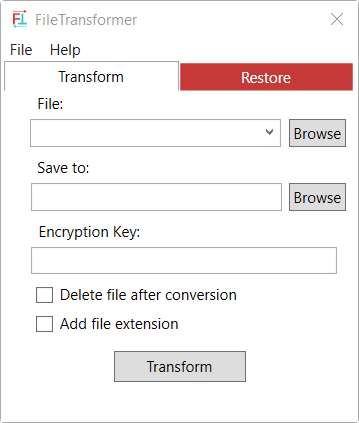 FT FileTransformer
File Help
Transform Restore
File:
Browse
Save to:
Browse
Encryption Key:
Delete file after conversion
Add file extension
Transform